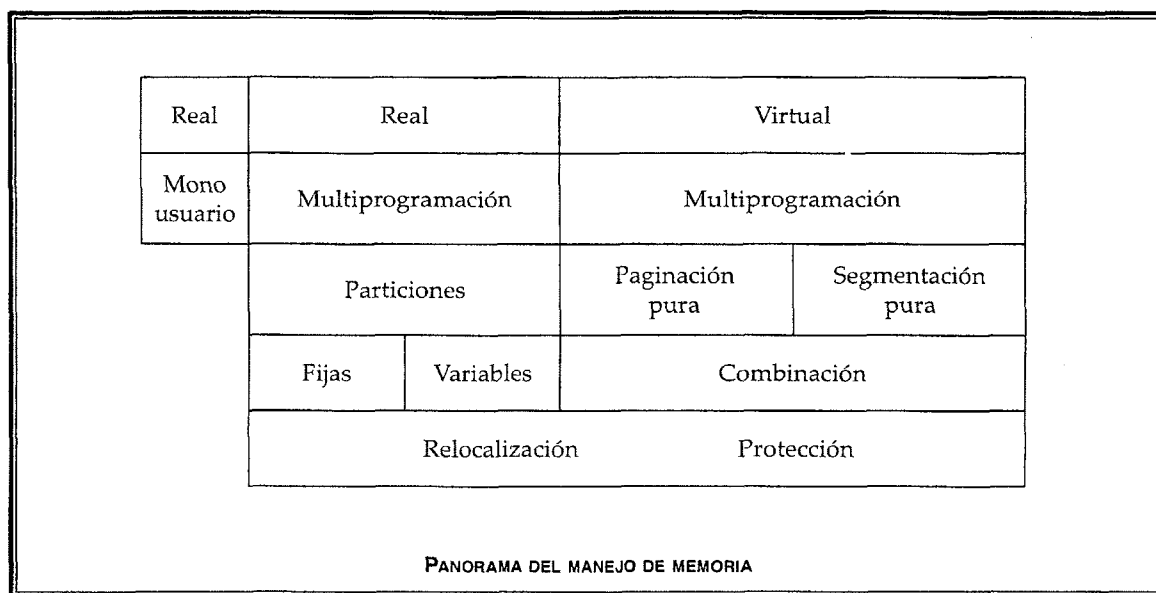 Real
Real
Virtual
Mono
usuario
Multiprogramación
Multiprogramación
Particiones
Paginación
pura
Segmentación
pura
Fijas
Variables
Combinación
Relocalización
Protección
PANORAMA DEL MANEJO DE MEMORIA